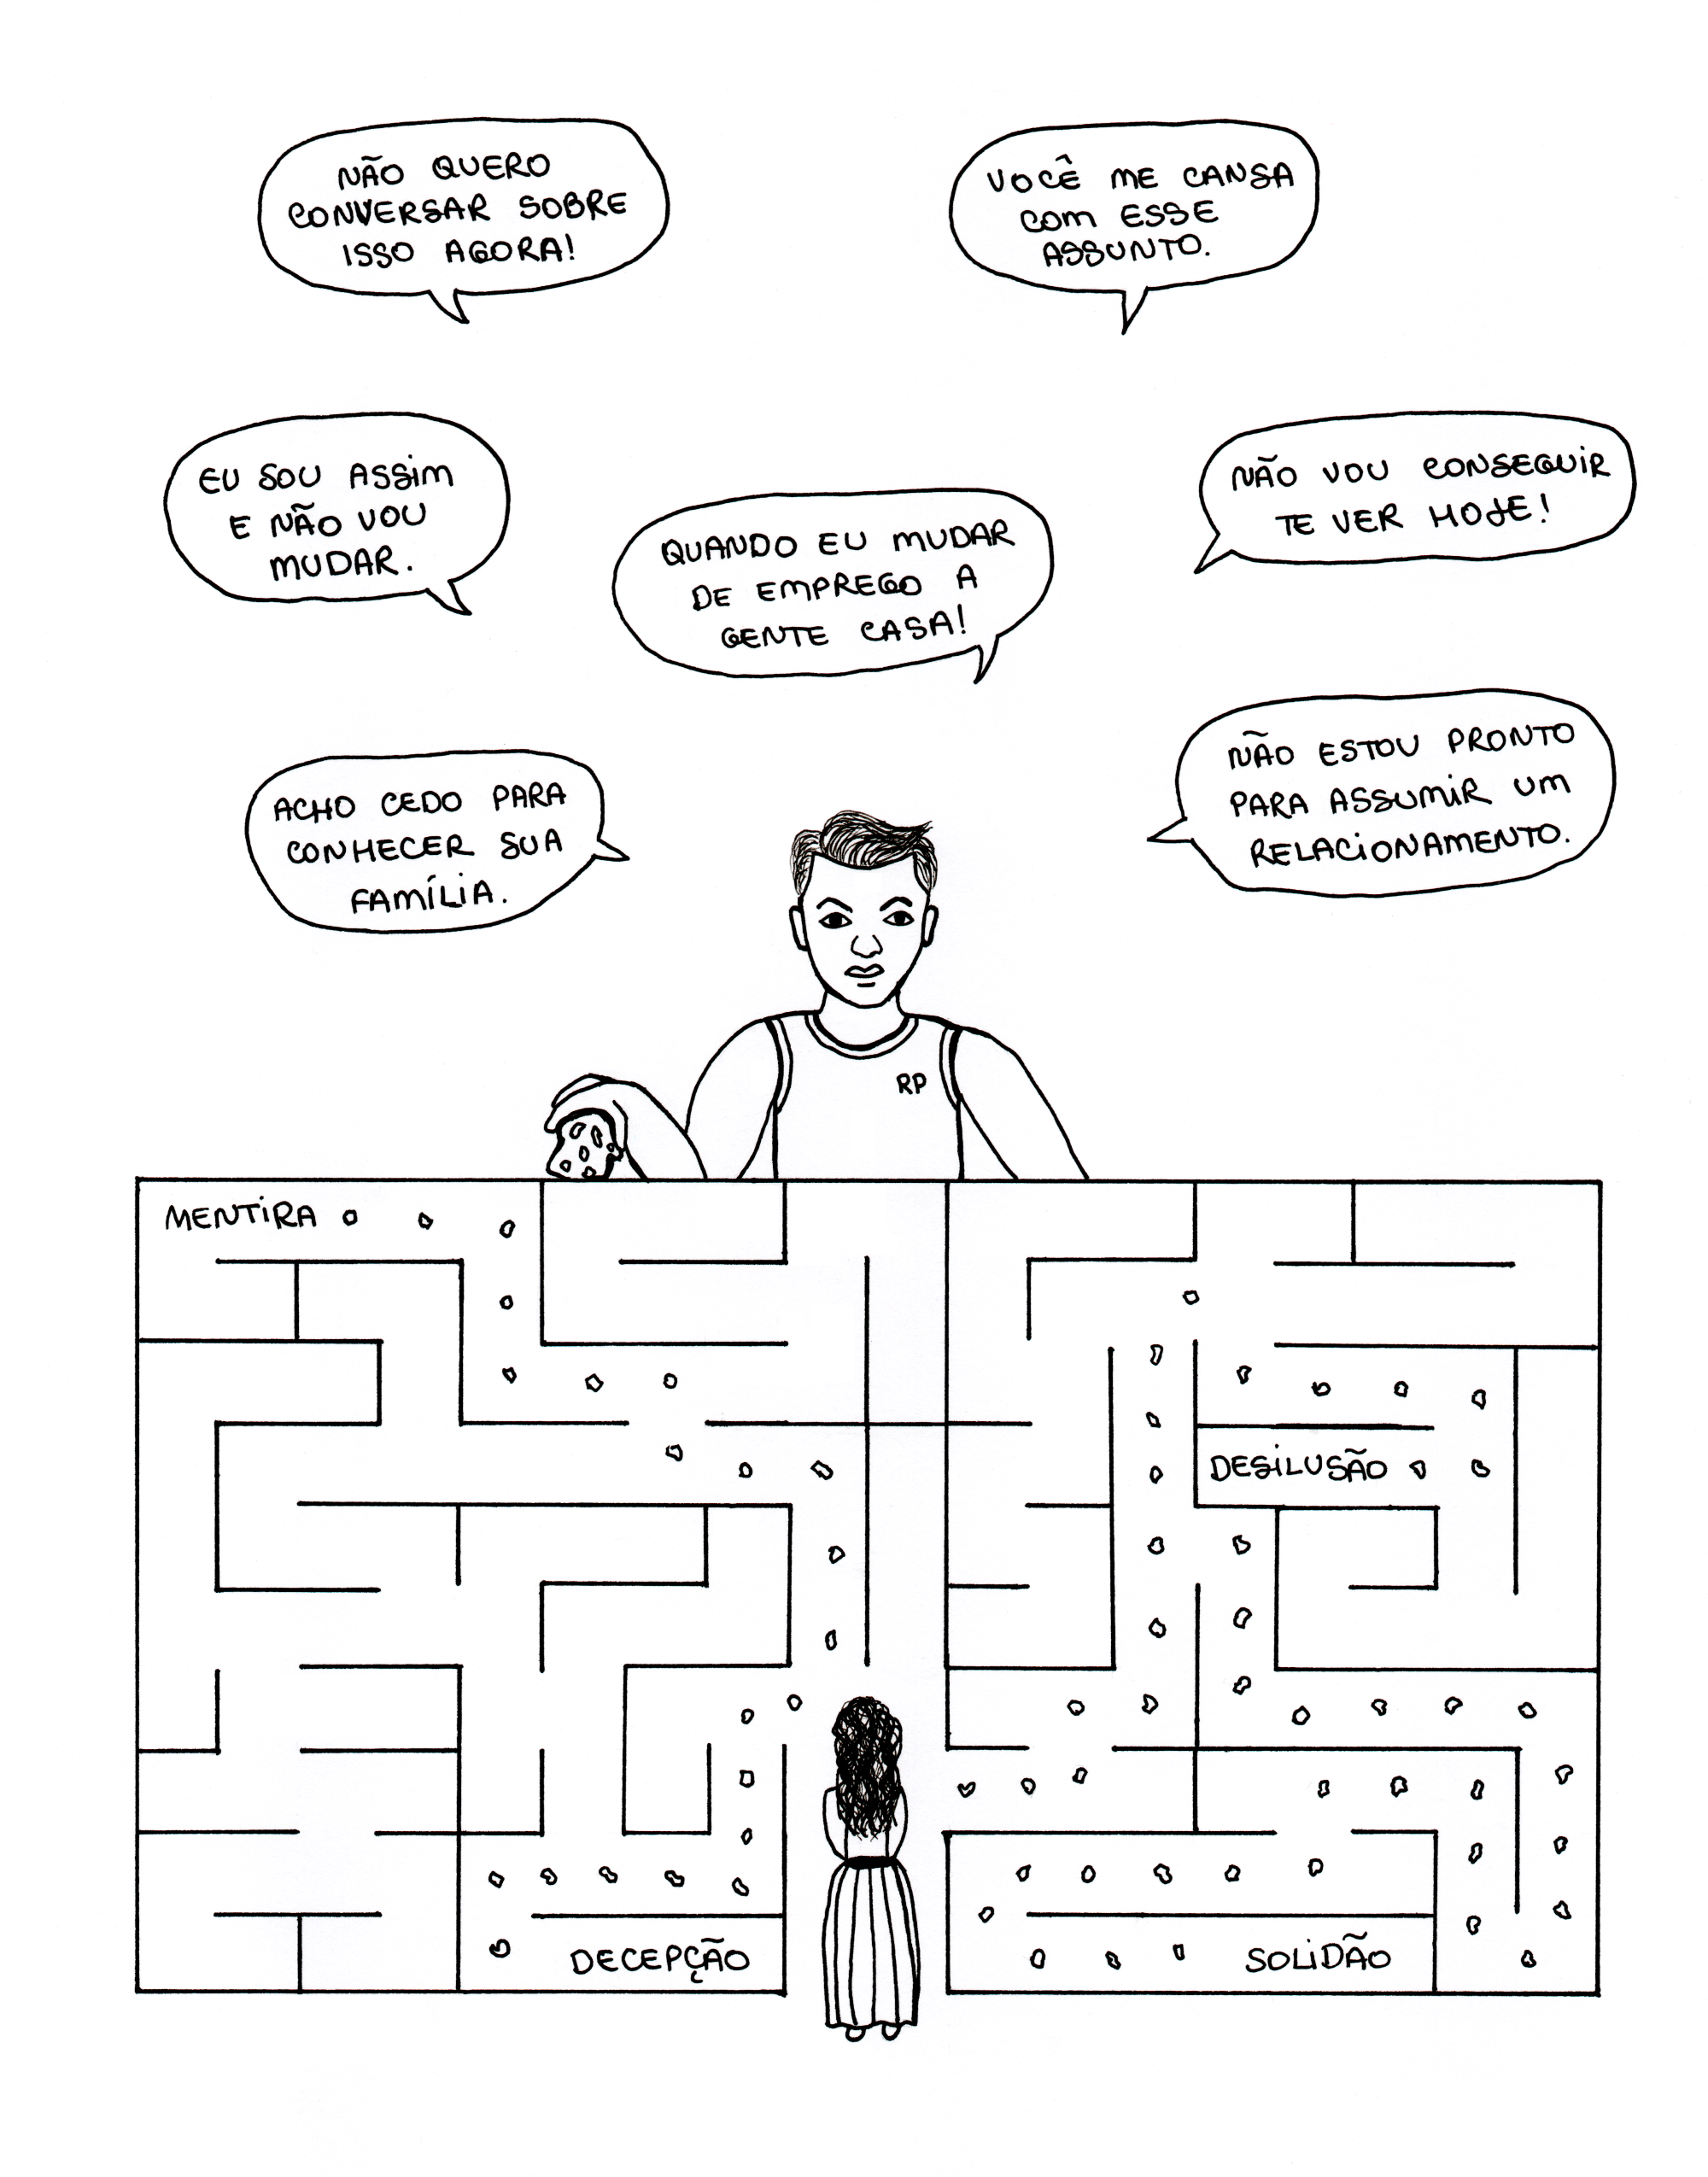 NÃO QUERO
CONVERSAR SOBRE
ISSO AGORA!
VOCÊ ME CANSA
COM ESSE
ASSUNTO.
EU SOU ASSIM
E NÃO VOU
MUDAR.
QUANDO EU MUDAR
DE EMPREGO A
GENTE CASA!
NÃO VOU CONSEGUIR
TE VER HOJE!
ACHO CEDO PARA
CONHECER SUA
FAMÍLIA.
NÃO ESTOU PRONTO
PARA ASSUMIR UM
RELACIONAMENTO.
RP
MENTIRA
DESILUSÃO
DECEPÇÃO
SOLIDÃO